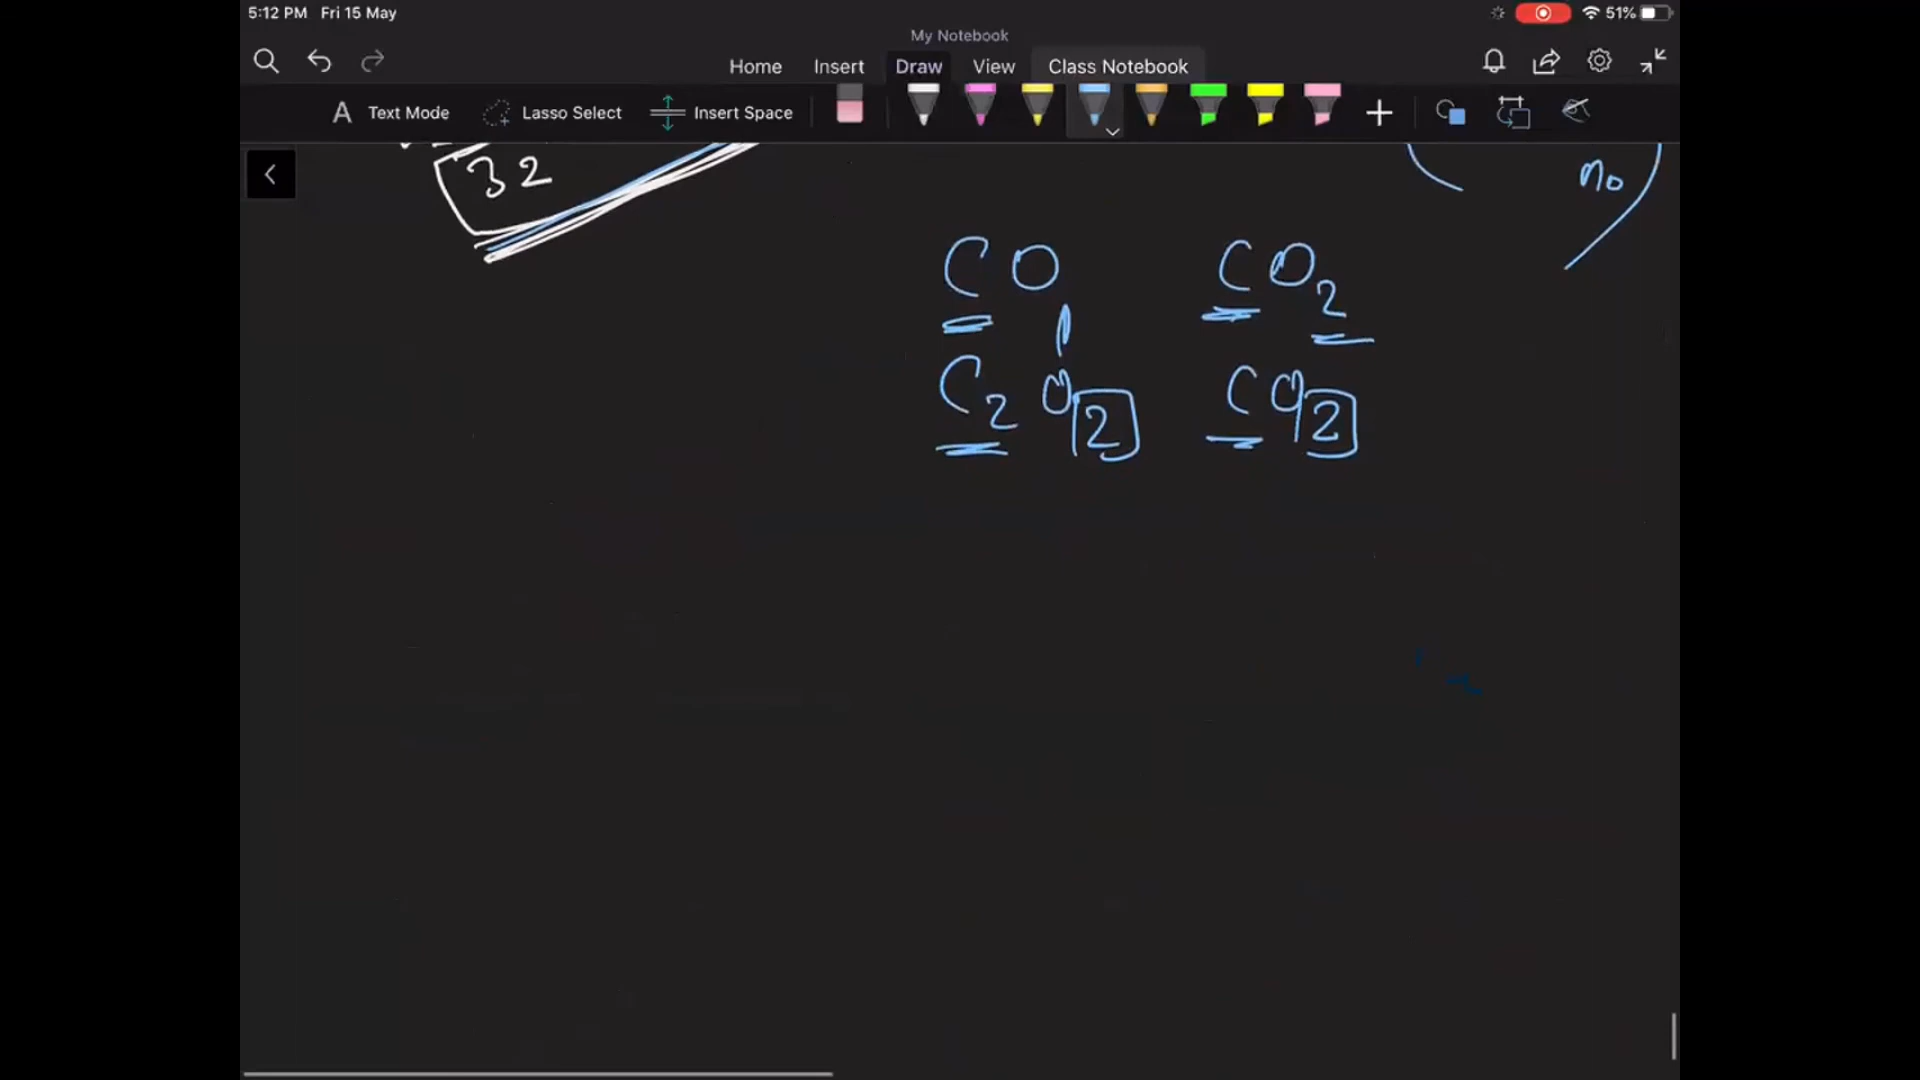 5:12 PM Fri 15 May 51%
My Notebook
Home Insert Draw View Class Notebook
A Text Mode Lasso Select Insert Space
32
no
CO CO2
C2O2 CO2